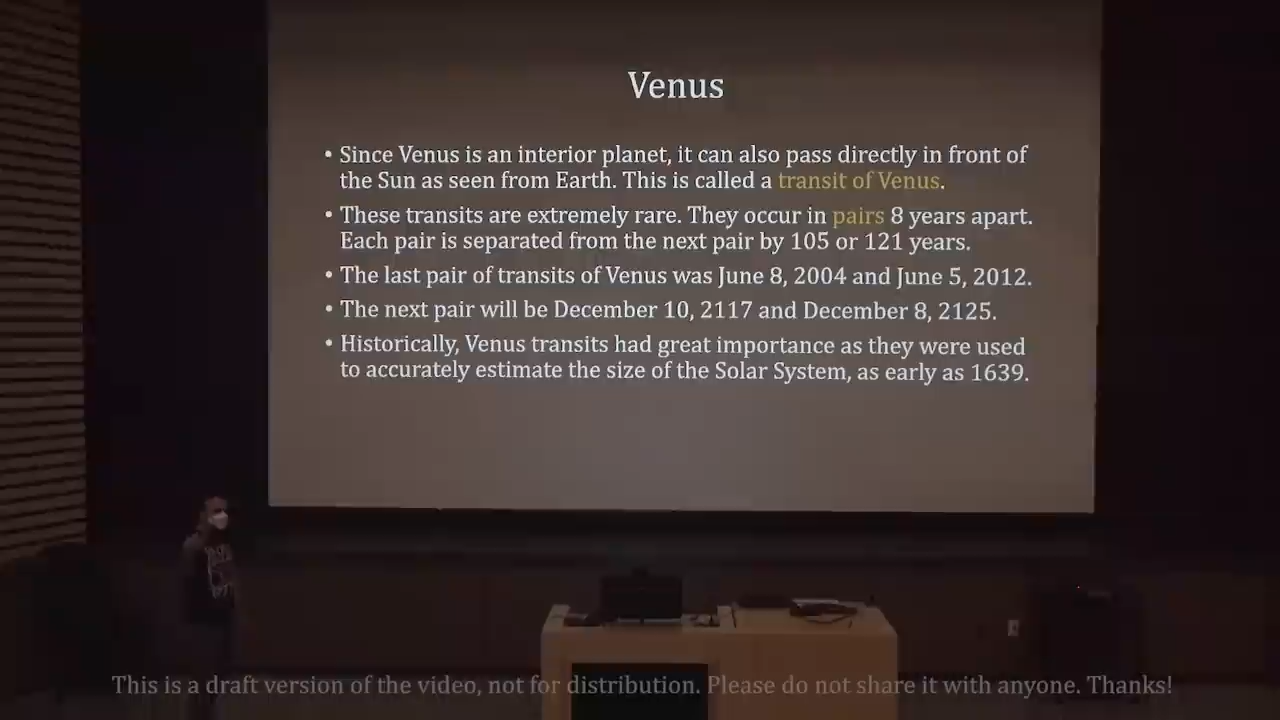 Venus
• Since Venus is an interior planet, it can also pass directly in front of
the Sun as seen from Earth. This is called a transit of Venus.
• These transits are extremely rare. They occur in pairs 8 years apart.
Each pair is separated from the next pair by 105 or 121 years.
• The last pair of transits of Venus was June 8, 2004 and June 5, 2012.
• The next pair will be December 10, 2117 and December 8, 2125.
• Historically, Venus transits had great importance as they were used
to accurately estimate the size of the Solar System, as early as 1639.
This is a draft version of the video, not for distribution. Please do not share it with anyone. Thanks!